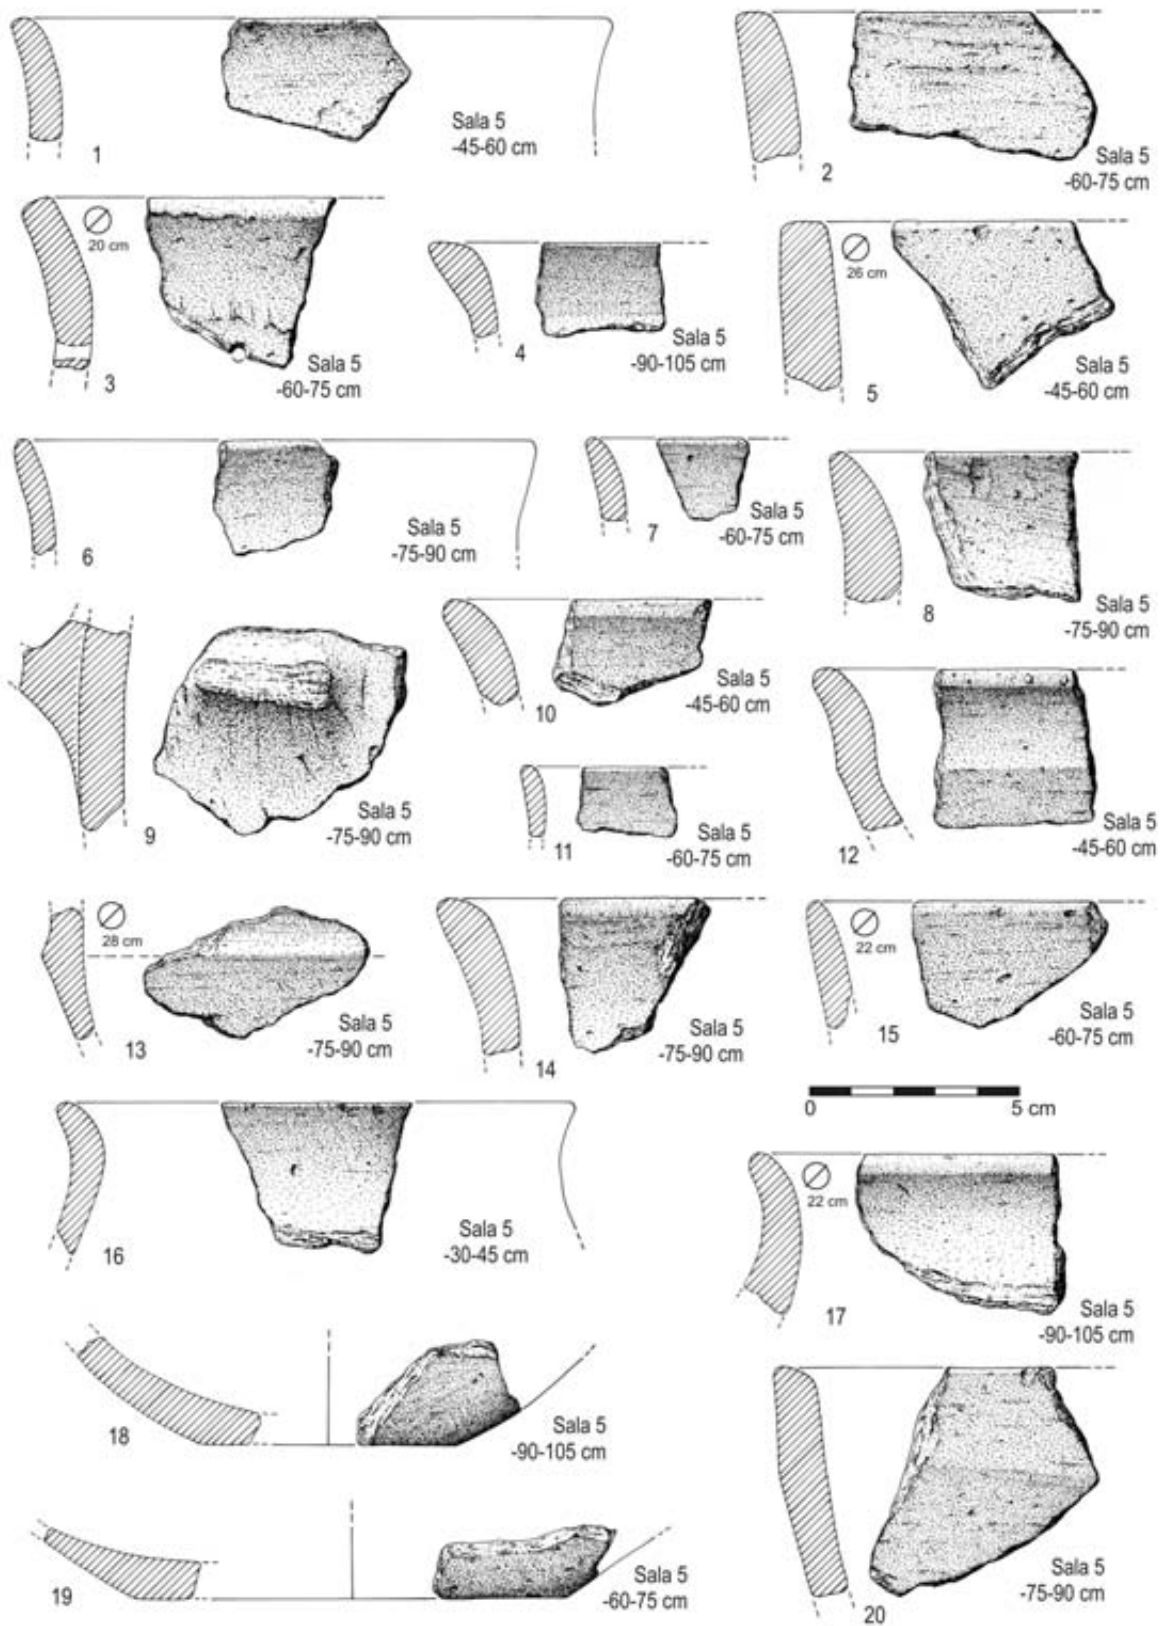 Sala 5
-45-60 cm
1
Sala 5
-60-75 cm
2
20 cm
Sala 5
-60-75 cm
3
Sala 5
-90-105 cm
4
26 cm
Sala 5
-45-60 cm
5
Sala 5
-75-90 cm
6
Sala 5
-60-75 cm
7
Sala 5
-75-90 cm
8
Sala 5
-75-90 cm
9
Sala 5
-45-60 cm
10
Sala 5
-60-75 cm
11
Sala 5
-45-60 cm
12
28 cm
Sala 5
-75-90 cm
13
Sala 5
-75-90 cm
14
22 cm
Sala 5
-60-75 cm
15
0 5 cm
Sala 5
-30-45 cm
16
22 cm
Sala 5
-90-105 cm
17
Sala 5
-90-105 cm
18
Sala 5
-60-75 cm
19
Sala 5
-75-90 cm
20